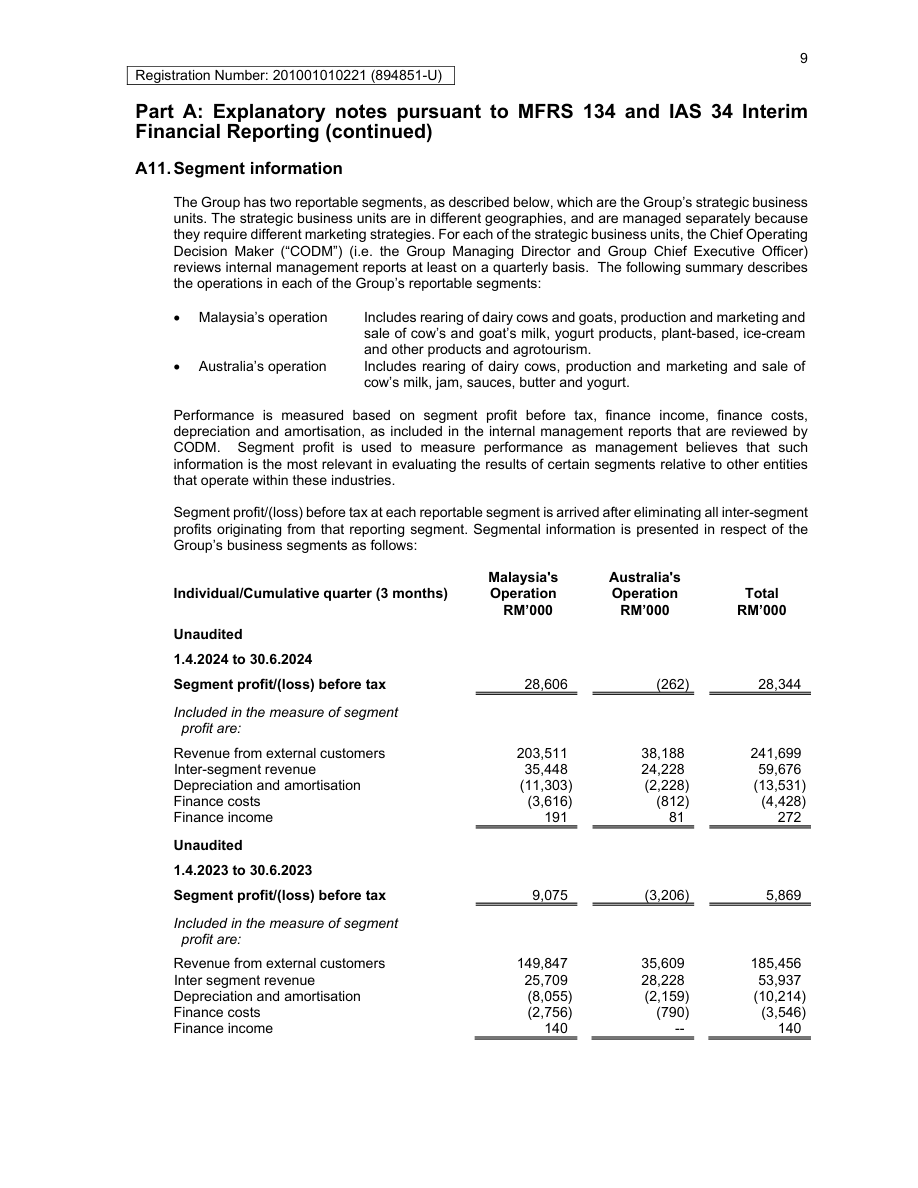 9
Registration Number: 201001010221 (894851-U)
Part A: Explanatory notes pursuant to MFRS 134 and IAS 34 Interim
Financial Reporting (continued)
A11. Segment information
The Group has two reportable segments, as described below, which are the Group’s strategic business
units. The strategic business units are in different geographies, and are managed separately because
they require different marketing strategies. For each of the strategic business units, the Chief Operating
Decision Maker (“CODM”) (i.e. the Group Managing Director and Group Chief Executive Officer)
reviews internal management reports at least on a quarterly basis.  The following summary describes
the operations in each of the Group’s reportable segments:
• Malaysia’s operation Includes rearing of dairy cows and goats, production and marketing and
sale of cow’s and goat’s milk, yogurt products, plant-based, ice-cream
and other products and agrotourism.
• Australia’s operation Includes rearing of dairy cows, production and marketing and sale of
cow’s milk, jam, sauces, butter and yogurt.
Performance is measured based on segment profit before tax, finance income, finance costs,
depreciation and amortisation, as included in the internal management reports that are reviewed by
CODM.  Segment profit is used to measure performance as management believes that such
information is the most relevant in evaluating the results of certain segments relative to other entities
that operate within these industries.
Segment profit/(loss) before tax at each reportable segment is arrived after eliminating all inter-segment
profits originating from that reporting segment. Segmental information is presented in respect of the
Group’s business segments as follows:
Malaysia's Australia's
Individual/Cumulative quarter (3 months) Operation Operation Total
RM’000 RM’000 RM’000
Unaudited
1.4.2024 to 30.6.2024
Segment profit/(loss) before tax 28,606 (262) 28,344
Included in the measure of segment
profit are:
Revenue from external customers 203,511 38,188 241,699
Inter-segment revenue 35,448 24,228 59,676
Depreciation and amortisation (11,303) (2,228) (13,531)
Finance costs (3,616) (812) (4,428)
Finance income 191 81 272
Unaudited
1.4.2023 to 30.6.2023
Segment profit/(loss) before tax 9,075 (3,206) 5,869
Included in the measure of segment
profit are:
Revenue from external customers 149,847 35,609 185,456
Inter segment revenue 25,709 28,228 53,937
Depreciation and amortisation (8,055) (2,159) (10,214)
Finance costs (2,756) (790) (3,546)
Finance income 140 -- 140